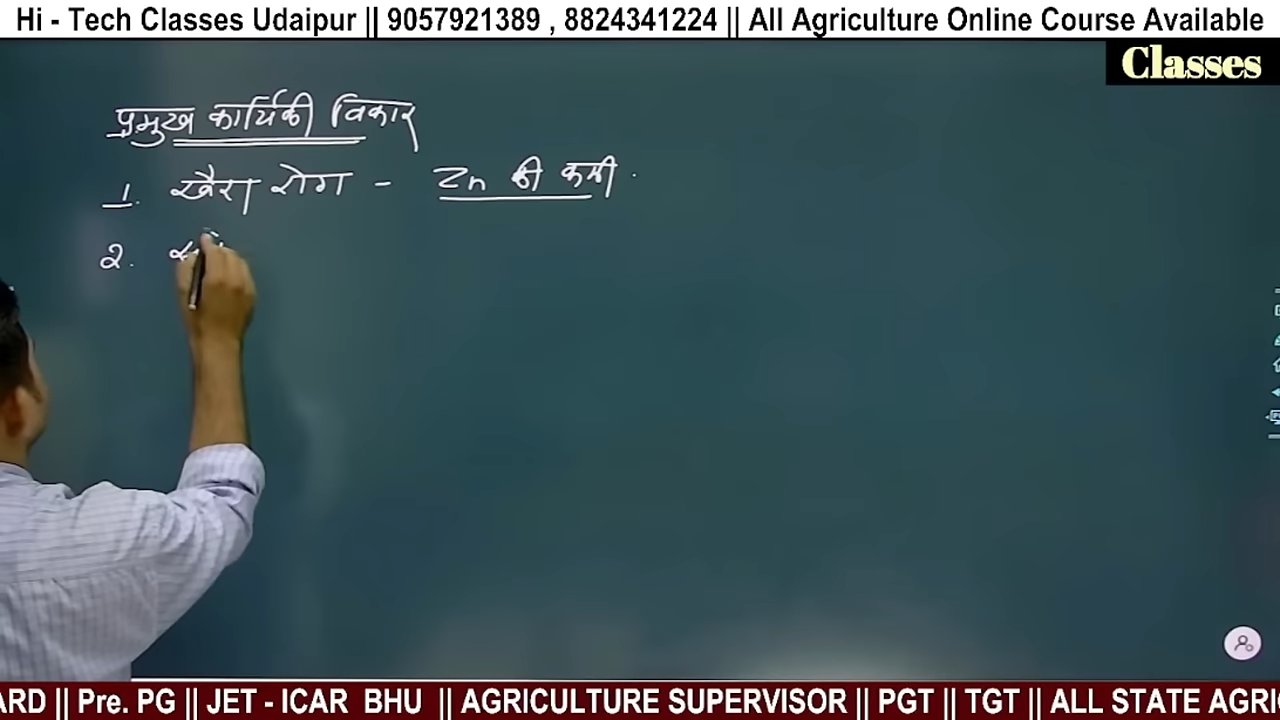 Hi - Tech Classes Udaipur || 9057921389 , 8824341224 || All Agriculture Online Course Available
Classes
प्रमुख कार्यिकी विकार
1. खैरा रोग - Zn की कमी .
2.
ARD || Pre. PG || JET - ICAR BHU || AGRICULTURE SUPERVISOR || PGT || TGT || ALL STATE AGRI